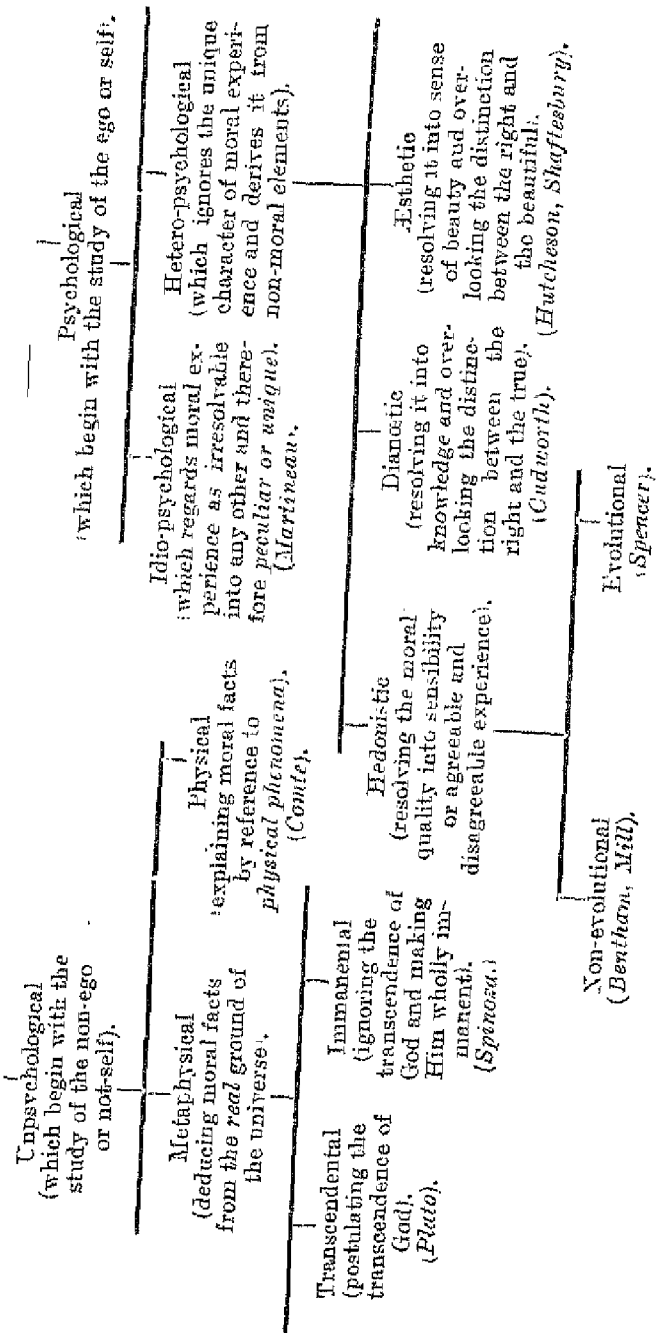 Unpsychological
(which begin with the
study of the non-ego
or not-self).
Psychological
(which begin with the study of the ego or self).
Metaphysical
(deducing moral facts
from the real ground of
the universe).
Physical
(explaining moral facts
by reference to
physical phenomena).
(Comte).
Idio-psychological
(which regards moral ex-
perience as irresolvable
into any other and there-
fore peculiar or unique).
(Martineau).
Hetero-psychological
(which ignores the unique
character of moral experi-
ence and derives it from
non-moral elements).
Transcendental
(postulating the
transcendence of
God).
(Plato).
Immanental
(ignoring the
transcendence of
God and making
Him wholly im-
manent).
(Spinoza.)
Hedonistic
(resolving the moral
quality into sensibility
or agreeable and
disagreeable experience).
Dianœtic
(resolving it into
knowledge and over-
looking the distinc-
tion between the
right and the true).
(Cudworth).
Æsthetic
(resolving it into sense
of beauty and over-
looking the distinction
between the right and
the beautiful).
(Hutcheson, Shaftesbury).
Non-evolutional
(Bentham, Mill).
Evolutional
(Spencer).